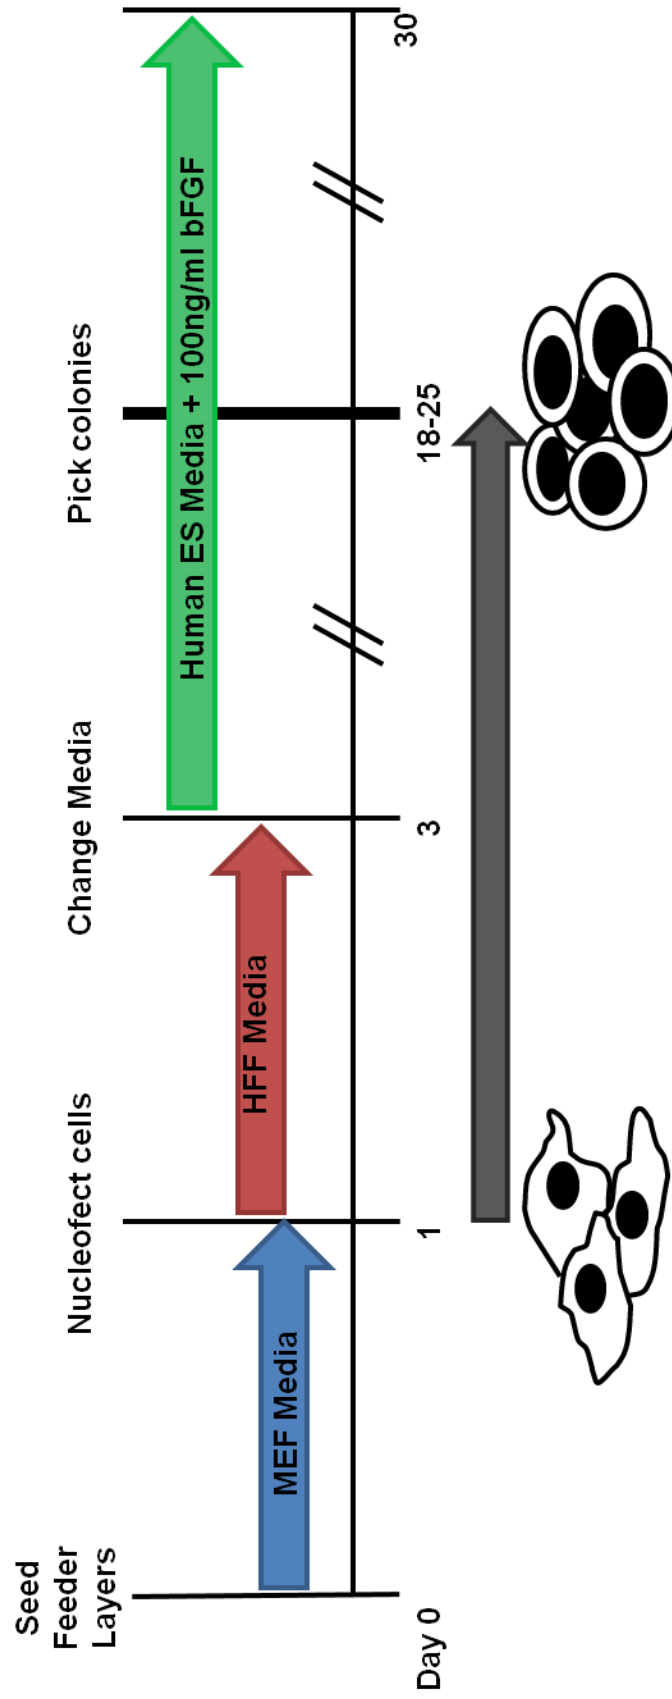 Seed
Feeder
Layers
Nucleofect cells
Change Media
Pick colonies
MEF Media
HFF Media
Human ES Media + 100ng/ml bFGF
Day 0
1
3
18-25
30